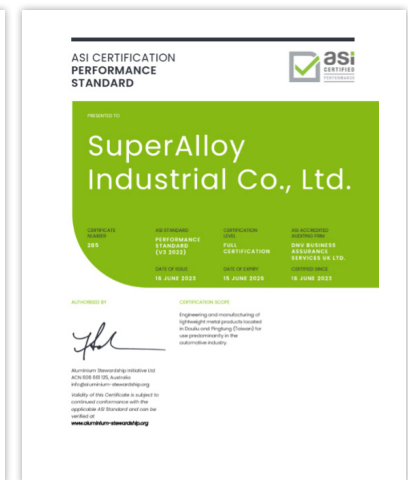 ASI CERTIFICATION
PERFORMANCE
STANDARD
asi
CERTIFIED
PERFORMANCE
PRESENTED TO
SuperAlloy
Industrial Co., Ltd.
CERTIFICATE
NUMBER
ASI STANDARD
CERTIFICATION
LEVEL
ASI ACCREDITED
AUDITING FIRM
PERFORMANCE
STANDARD
(V3 2022)
FULL
CERTIFICATION
DNV BUSINESS
ASSURANCE
SERVICES UK LTD.
DATE OF ISSUE
DATE OF EXPIRY
CERTIFIED SINCE
16 JUNE 2023
15 JUNE 2026
16 JUNE 2023
AUTHORISED BY
CERTIFICATION SCOPE
Engineering and manufacturing of
lightweight metal products located
in Douliu and Pingtung (Taiwan) for
use predominantly in the
automotive industry.
Aluminium Stewardship Initiative Ltd
Australia
info@aluminium-stewardship.org
Validity of this Certificate is subject to
continued conformance with the
applicable ASI Standard and can be
verified at
www.aluminium-stewardship.org